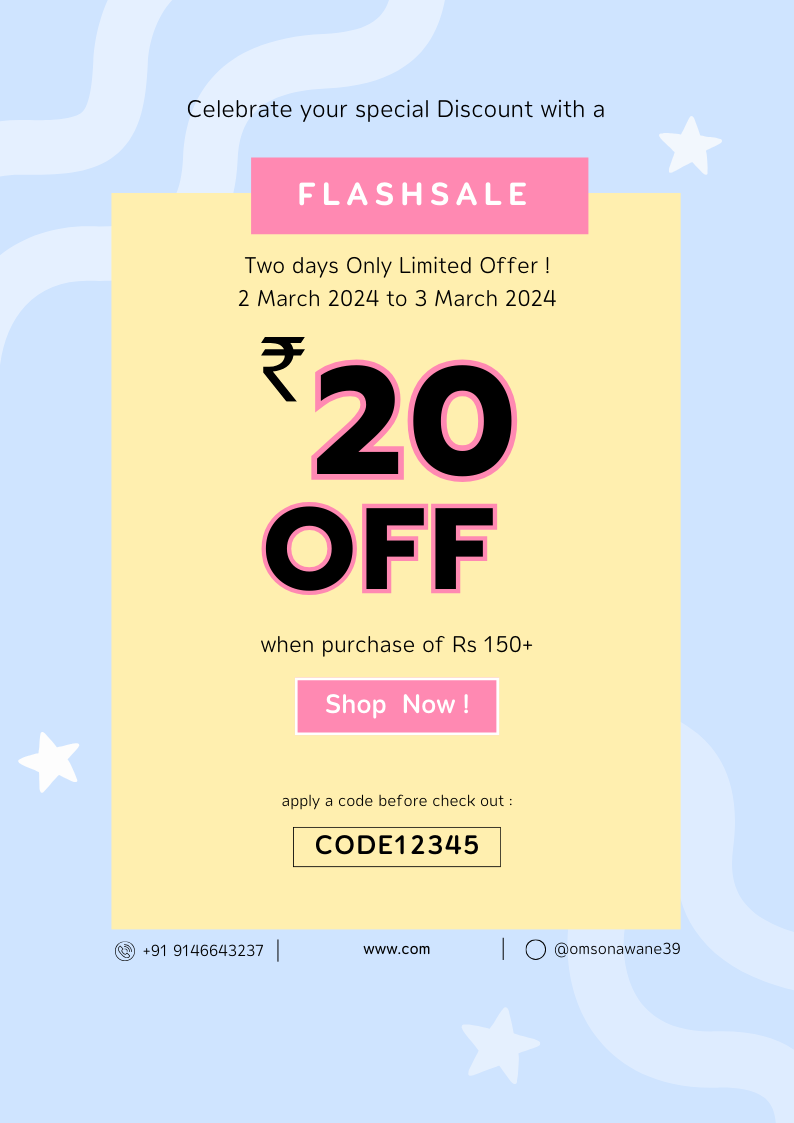 Celebrate your special Discount with a
FLASHSALE
Two days Only Limited Offer !
2 March 2024 to 3 March 2024
₹20
OFF
when purchase of Rs 150+
Shop Now !
apply a code before check out :
CODE12345
+91 9146643237
www.com
@omsonawane39